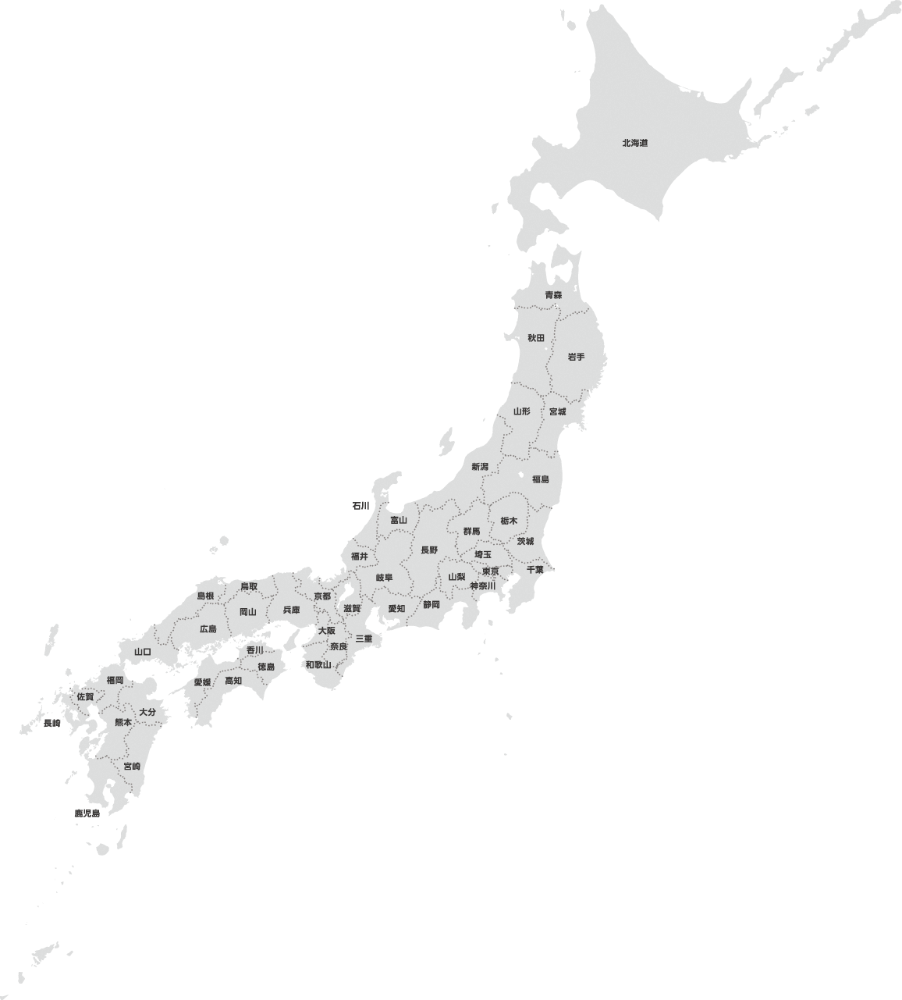 北海道
青森
秋田
岩手
山形
宮城
新潟
福島
石川
富山
栃木
群馬
茨城
長野
埼玉
福井
千葉
東京
岐阜
山梨
神奈川
鳥取
島根
京都
静岡
滋賀
愛知
兵庫
岡山
広島
大阪
三重
奈良
香川
山口
和歌山
徳島
福岡
高知
愛媛
佐賀
大分
熊本
長崎
宮崎
鹿児島